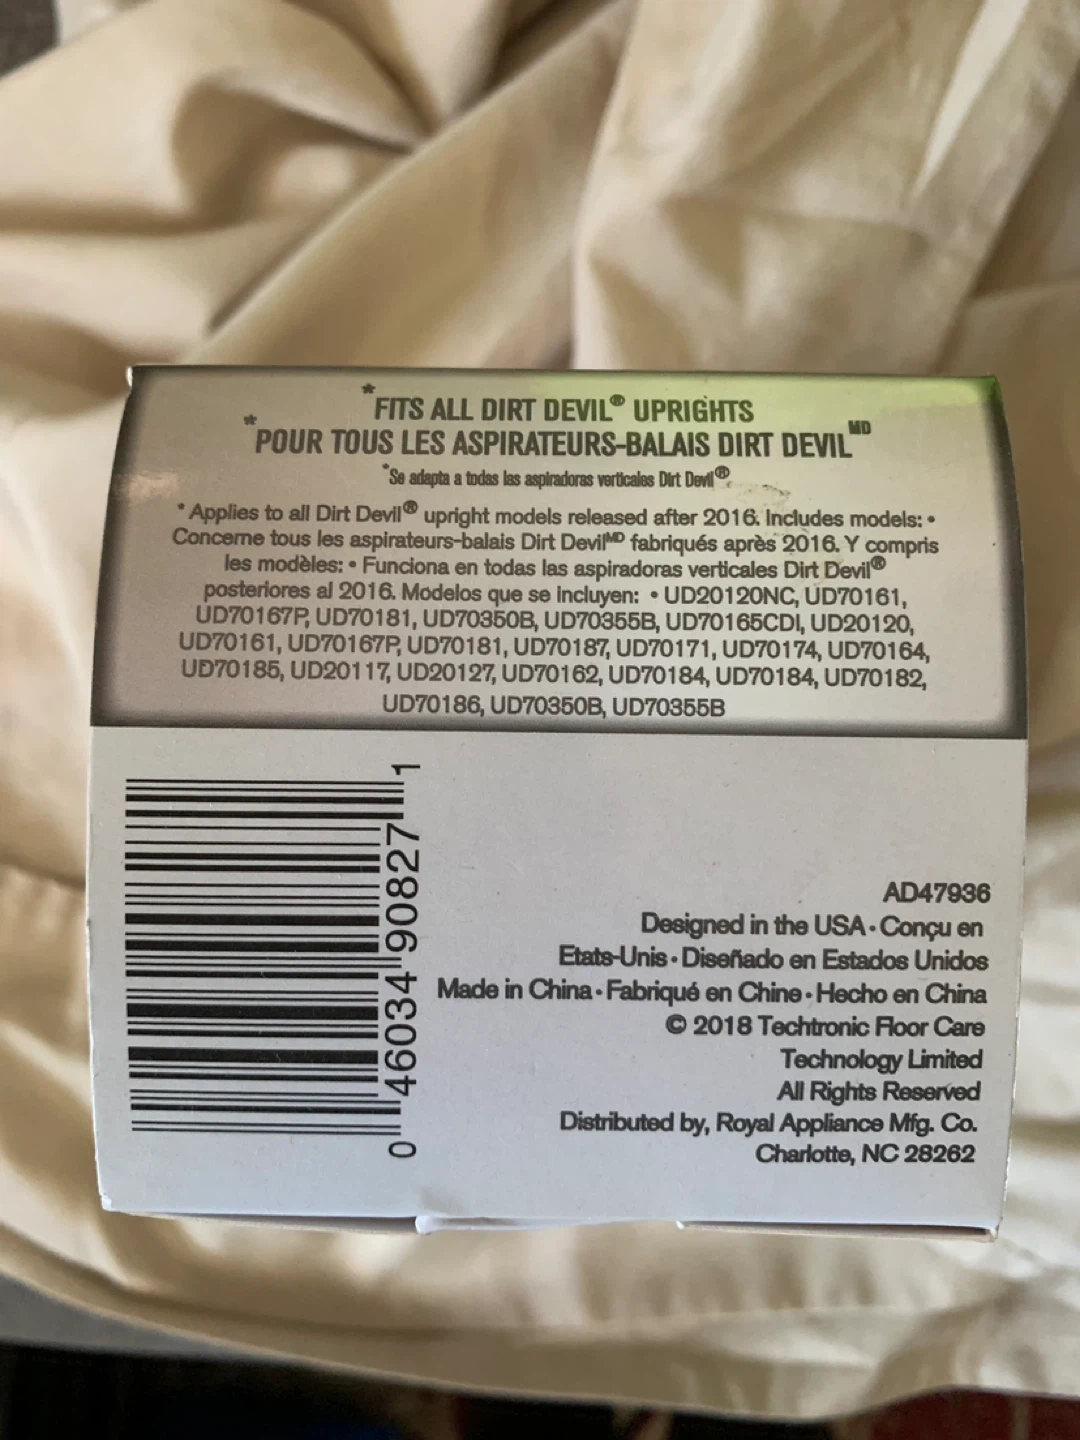 *FITS ALL DIRT DEVIL® UPRIGHTS
*POUR TOUS LES ASPIRATEURS-BALAIS DIRT DEVIL MD
*Se adapta a todas las aspiradoras verticales Dirt Devil®
*Applies to all Dirt Devil® upright models released after 2016. Includes models: •
Concerne tous les aspirateurs-balais Dirt Devil MD fabriqués après 2016. Y compris
les modèles: • Funciona en todas las aspiradoras verticales Dirt Devil®
posteriores al 2016. Modelos que se incluyen: • UD20120NC, UD70161,
UD70167P, UD70181, UD70350B, UD70355B, UD70165CDI, UD20120,
UD70161, UD70167P, UD70181, UD70187, UD70171, UD70174, UD70164,
UD70185, UD20117, UD20127, UD70162, UD70184, UD70184, UD70182,
UD70186, UD70350B, UD70355B
0 46034 90827 1
AD47936
Designed in the USA • Conçu en
Etats-Unis • Diseñado en Estados Unidos
Made in China • Fabriqué en Chine • Hecho en China
© 2018 Techtronic Floor Care
Technology Limited
All Rights Reserved
Distributed by, Royal Appliance Mfg. Co.
Charlotte, NC 28262